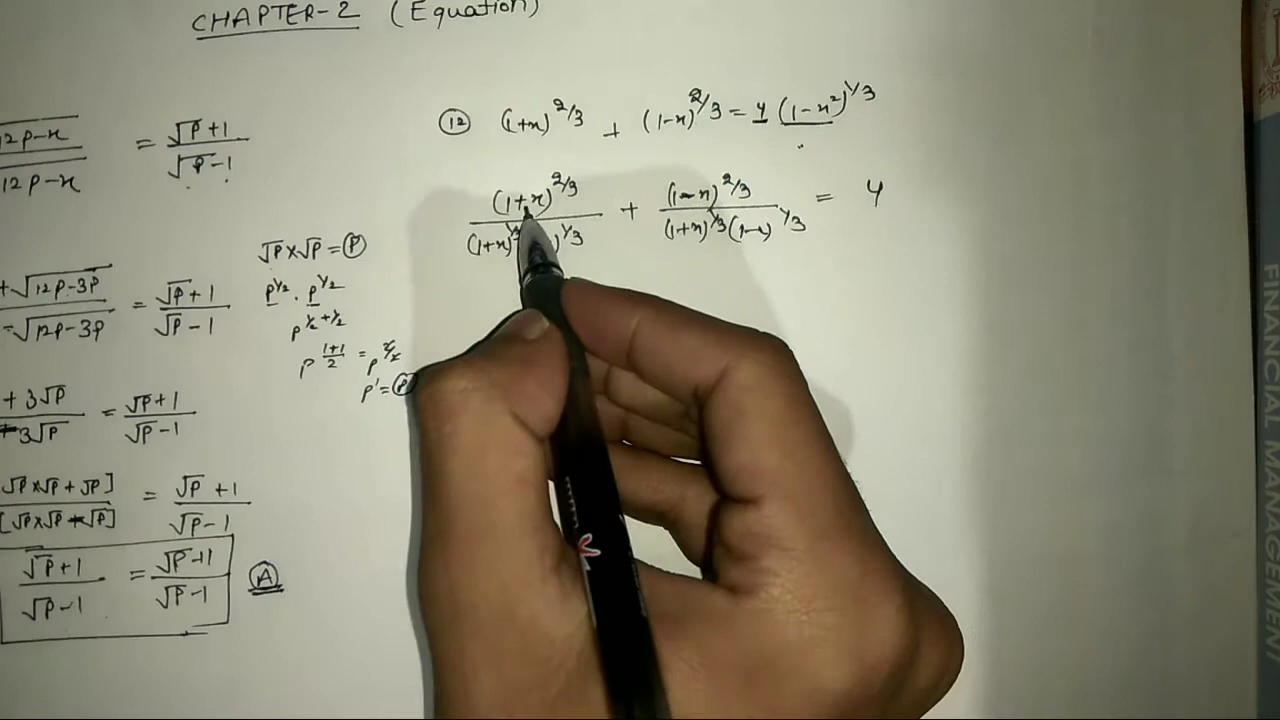 CHAPTER-2 (Equation)
12p-x / 12p-x = √p+1 / √p-1
+√12p-3p / -√12p-3p = √p+1 / √p-1
+ 3√p / 3√p = √p+1 / √p-1
√p×√p+√p] / [√p×√p √p] = √p+1 / √p-1
√p+1 / √p-1 = √p+1 / √p-1 (A)
√p×√p = (p)
p^1/2 . p^1/2
p^1/2+1/2
p^(1+1)/2 = p^2/2
p^1 = (p)
(12) (1+x)^2/3 + (1-x)^2/3 = 4 (1-x²)^1/3
(1+x)^2/3 / (1+x) )^1/3 + (1-x)^2/3 / (1+x)^1/3 (1-x)^1/3 = 4
FINANCIAL MANAGEMENT